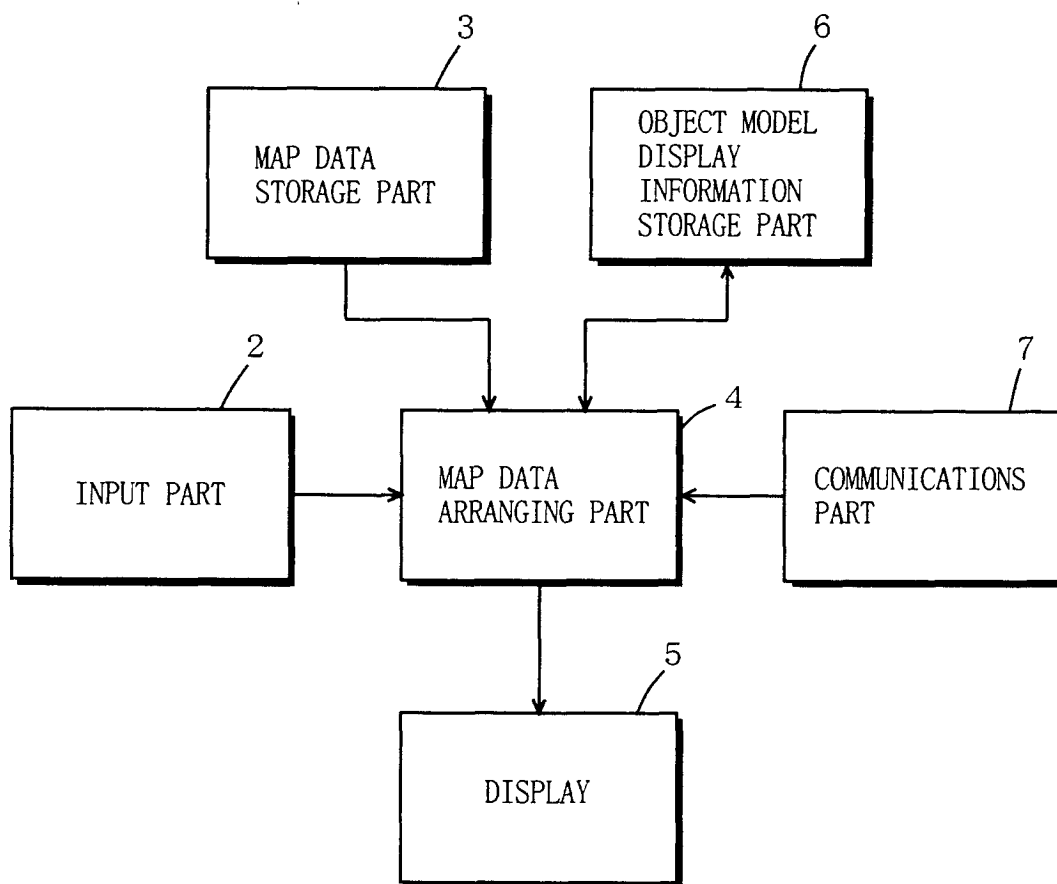 3
MAP DATA
STORAGE PART
6
OBJECT MODEL
DISPLAY
INFORMATION
STORAGE PART
2
INPUT PART
4
MAP DATA
ARRANGING PART
7
COMMUNICATIONS
PART
5
DISPLAY